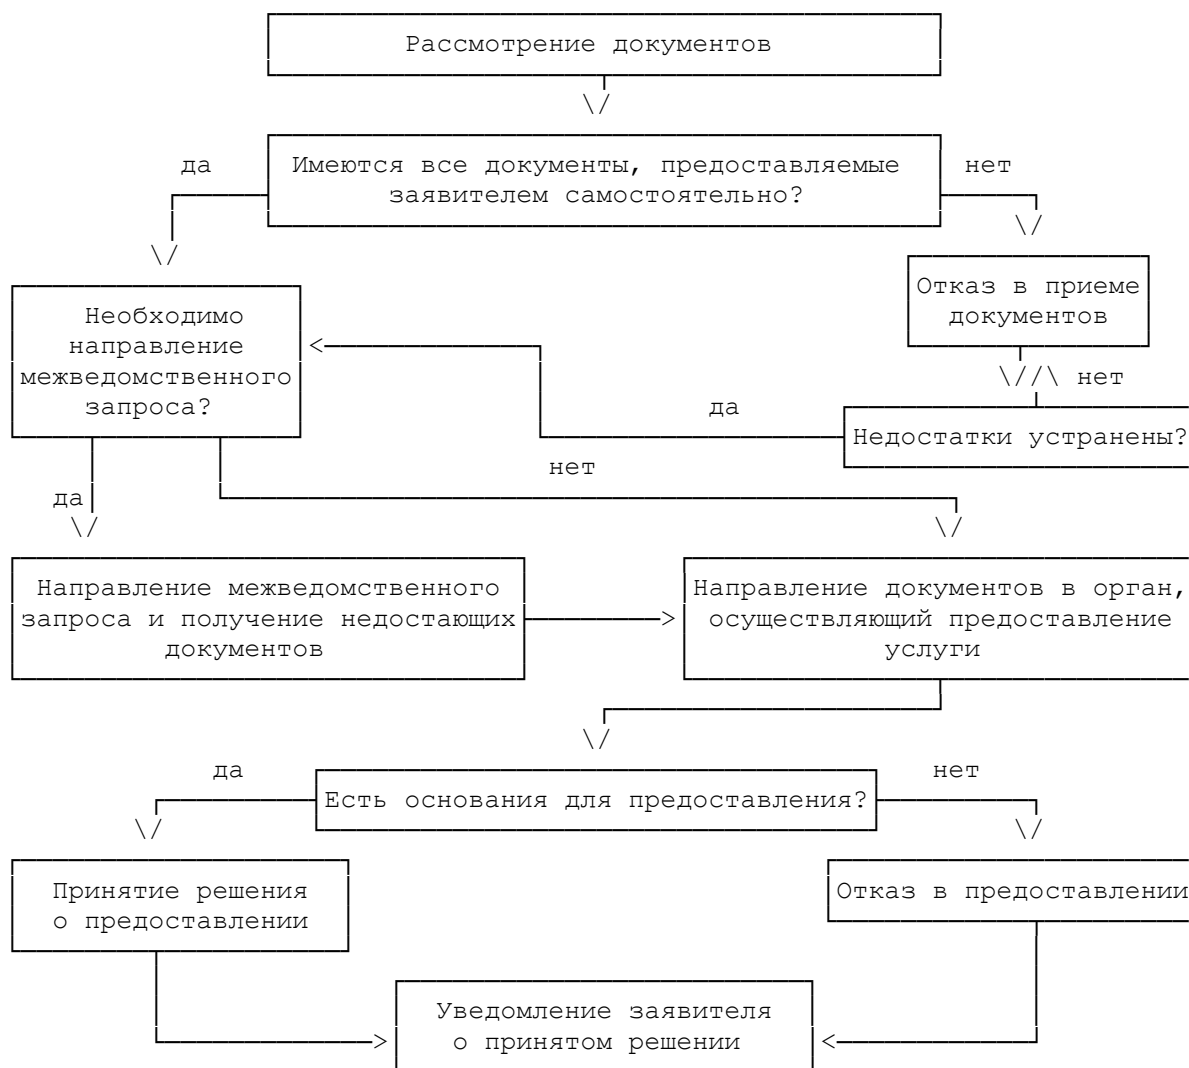 Рассмотрение документов
да
Имеются все документы, предоставляемые
нет
заявителем самостоятельно?
Отказ в приеме
документов
Необходимо
направление
межведомственного
запроса?
нет
да
Недостатки устранены?
нет
да
Направление межведомственного
запроса и получение недостающих
документов
Направление документов в орган,
осуществляющий предоставление
услуги
да
нет
Есть основания для предоставления?
Принятие решения
о предоставлении
Отказ в предоставлении
Уведомление заявителя
о принятом решении